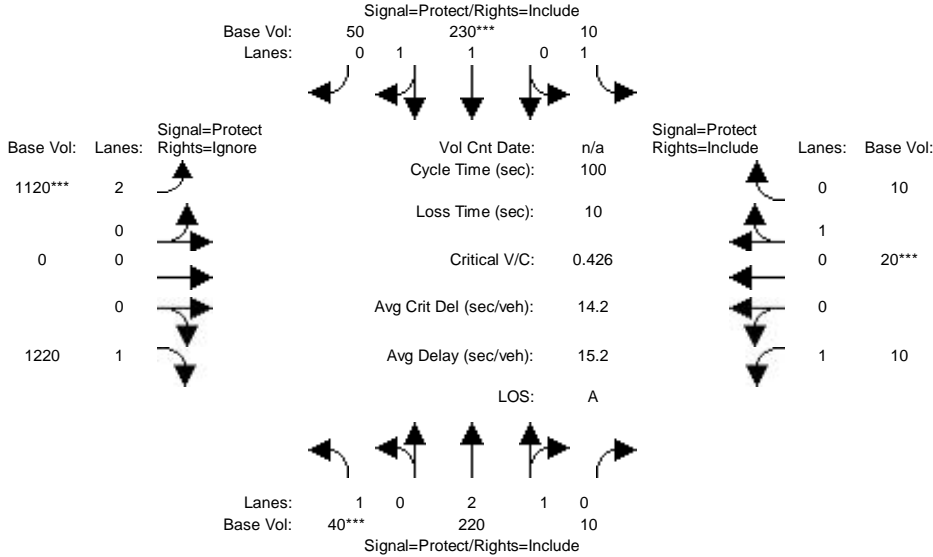 Signal=Protect/Rights=Include
Base Vol: 50 230*** 10
Lanes: 0 1 1 0 1
Signal=Protect Signal=Protect
Base Vol: Lanes: Rights=Ignore Vol Cnt Date: n/a Rights=Include Lanes: Base Vol:
Cycle Time (sec): 100
1120*** 2 0 10
Loss Time (sec): 10
0 1
0 0 Critical V/C: 0.426 0 20***
0 Avg Crit Del (sec/veh): 14.2 0
1220 1 Avg Delay (sec/veh): 15.2 1 10
LOS: A
Lanes: 1 0 2 1 0
Base Vol: 40*** 220 10
Signal=Protect/Rights=Include